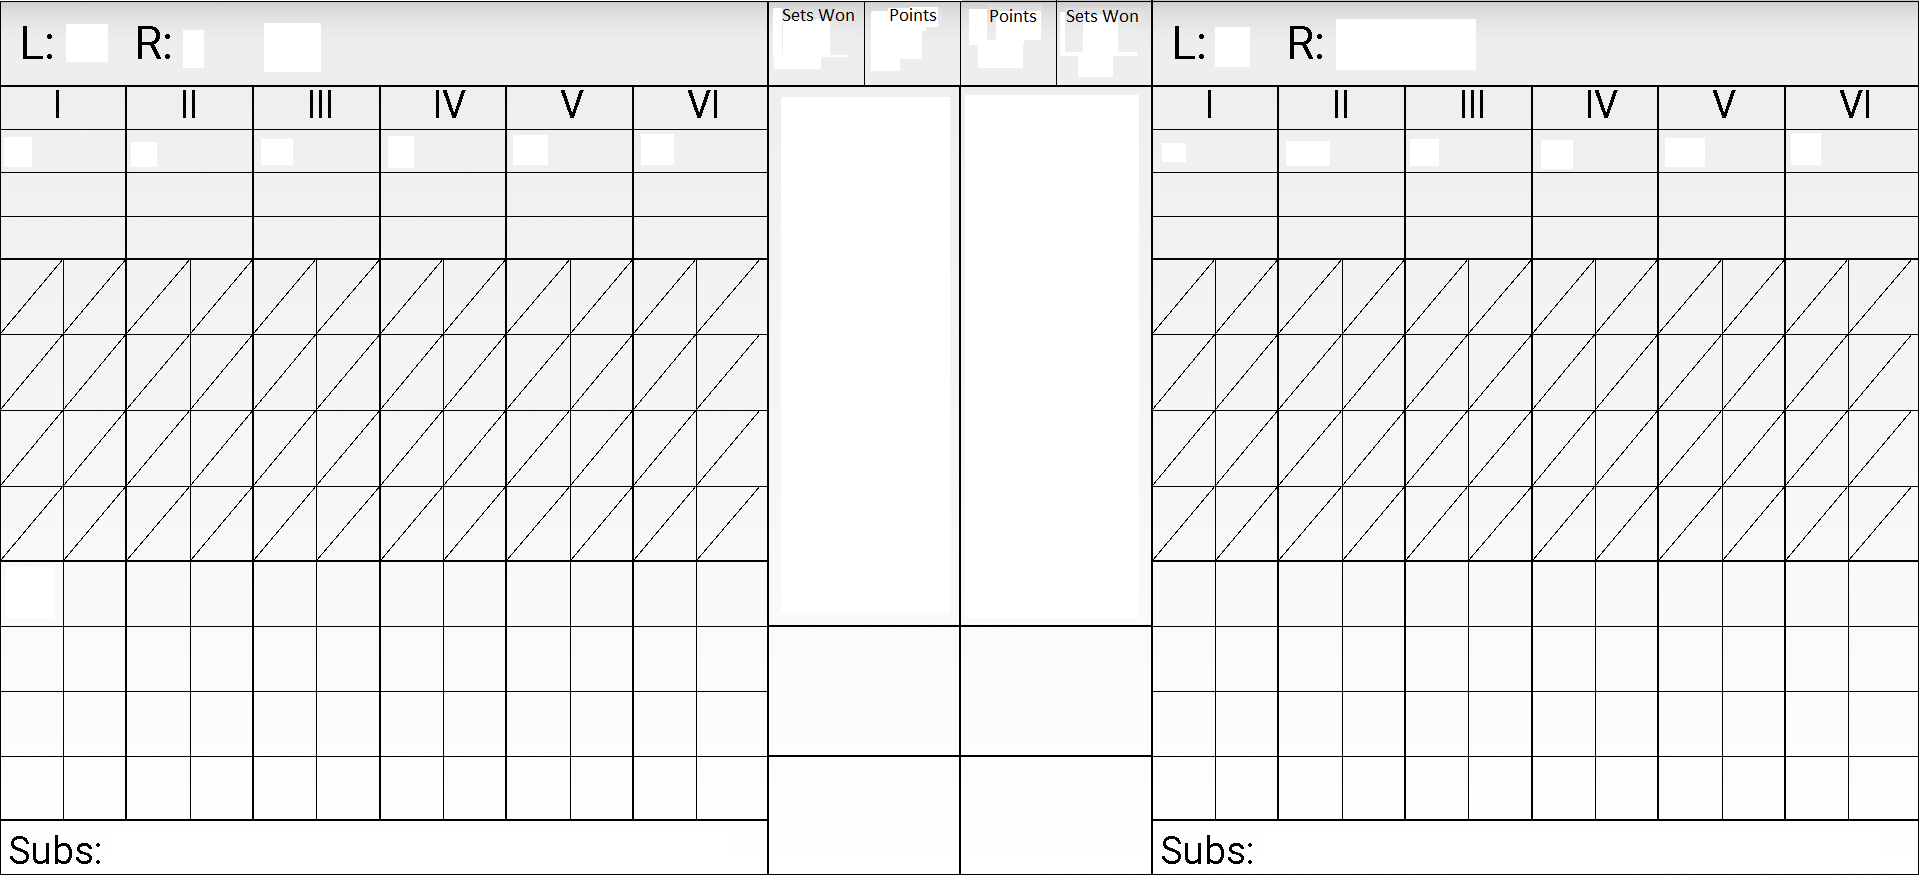 L: R: Sets Won Points Points Sets Won L: R:
I II III IV V VI I II III IV V VI
Subs: Subs: